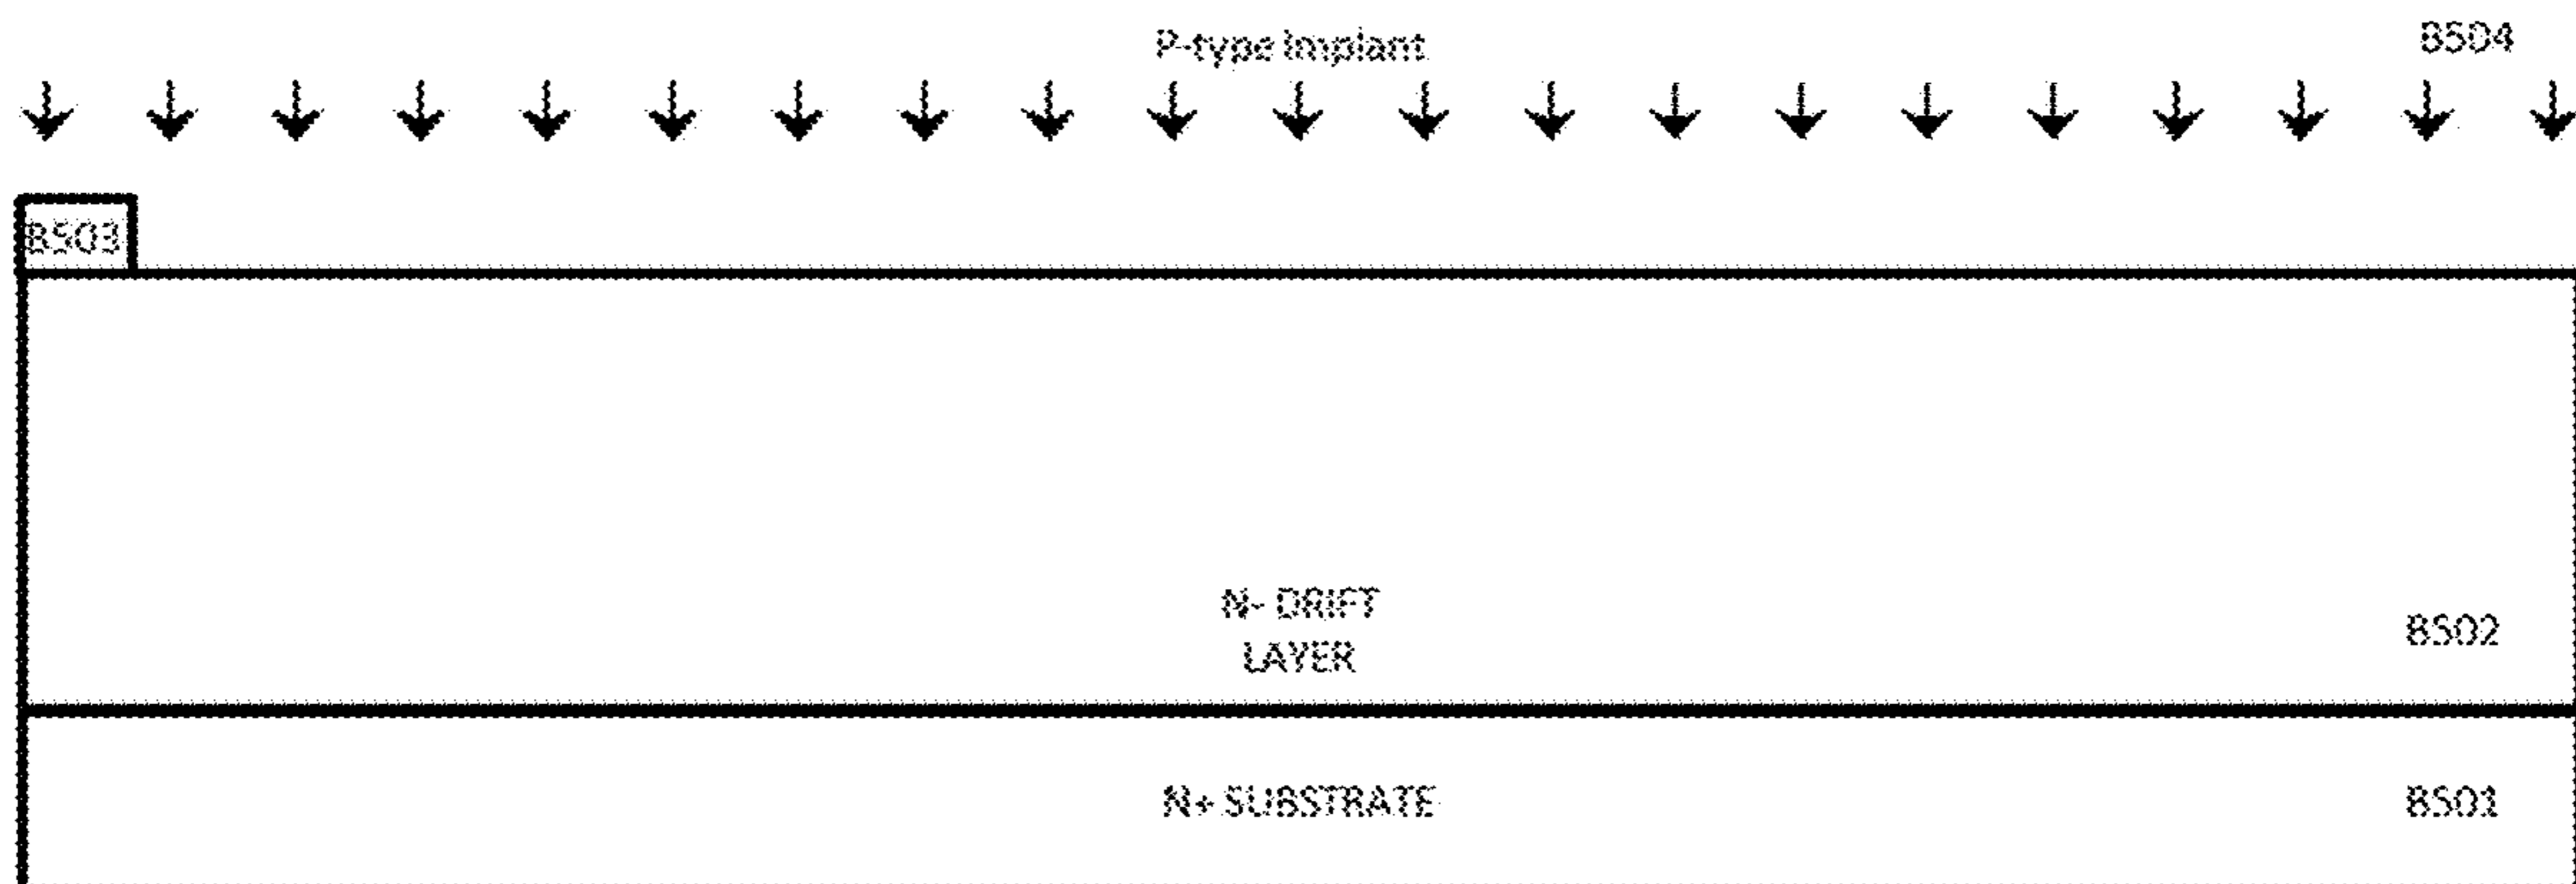 P-type Implant
8504
8503
N- DRIFT
LAYER
8502
N+ SUBSTRATE
8501